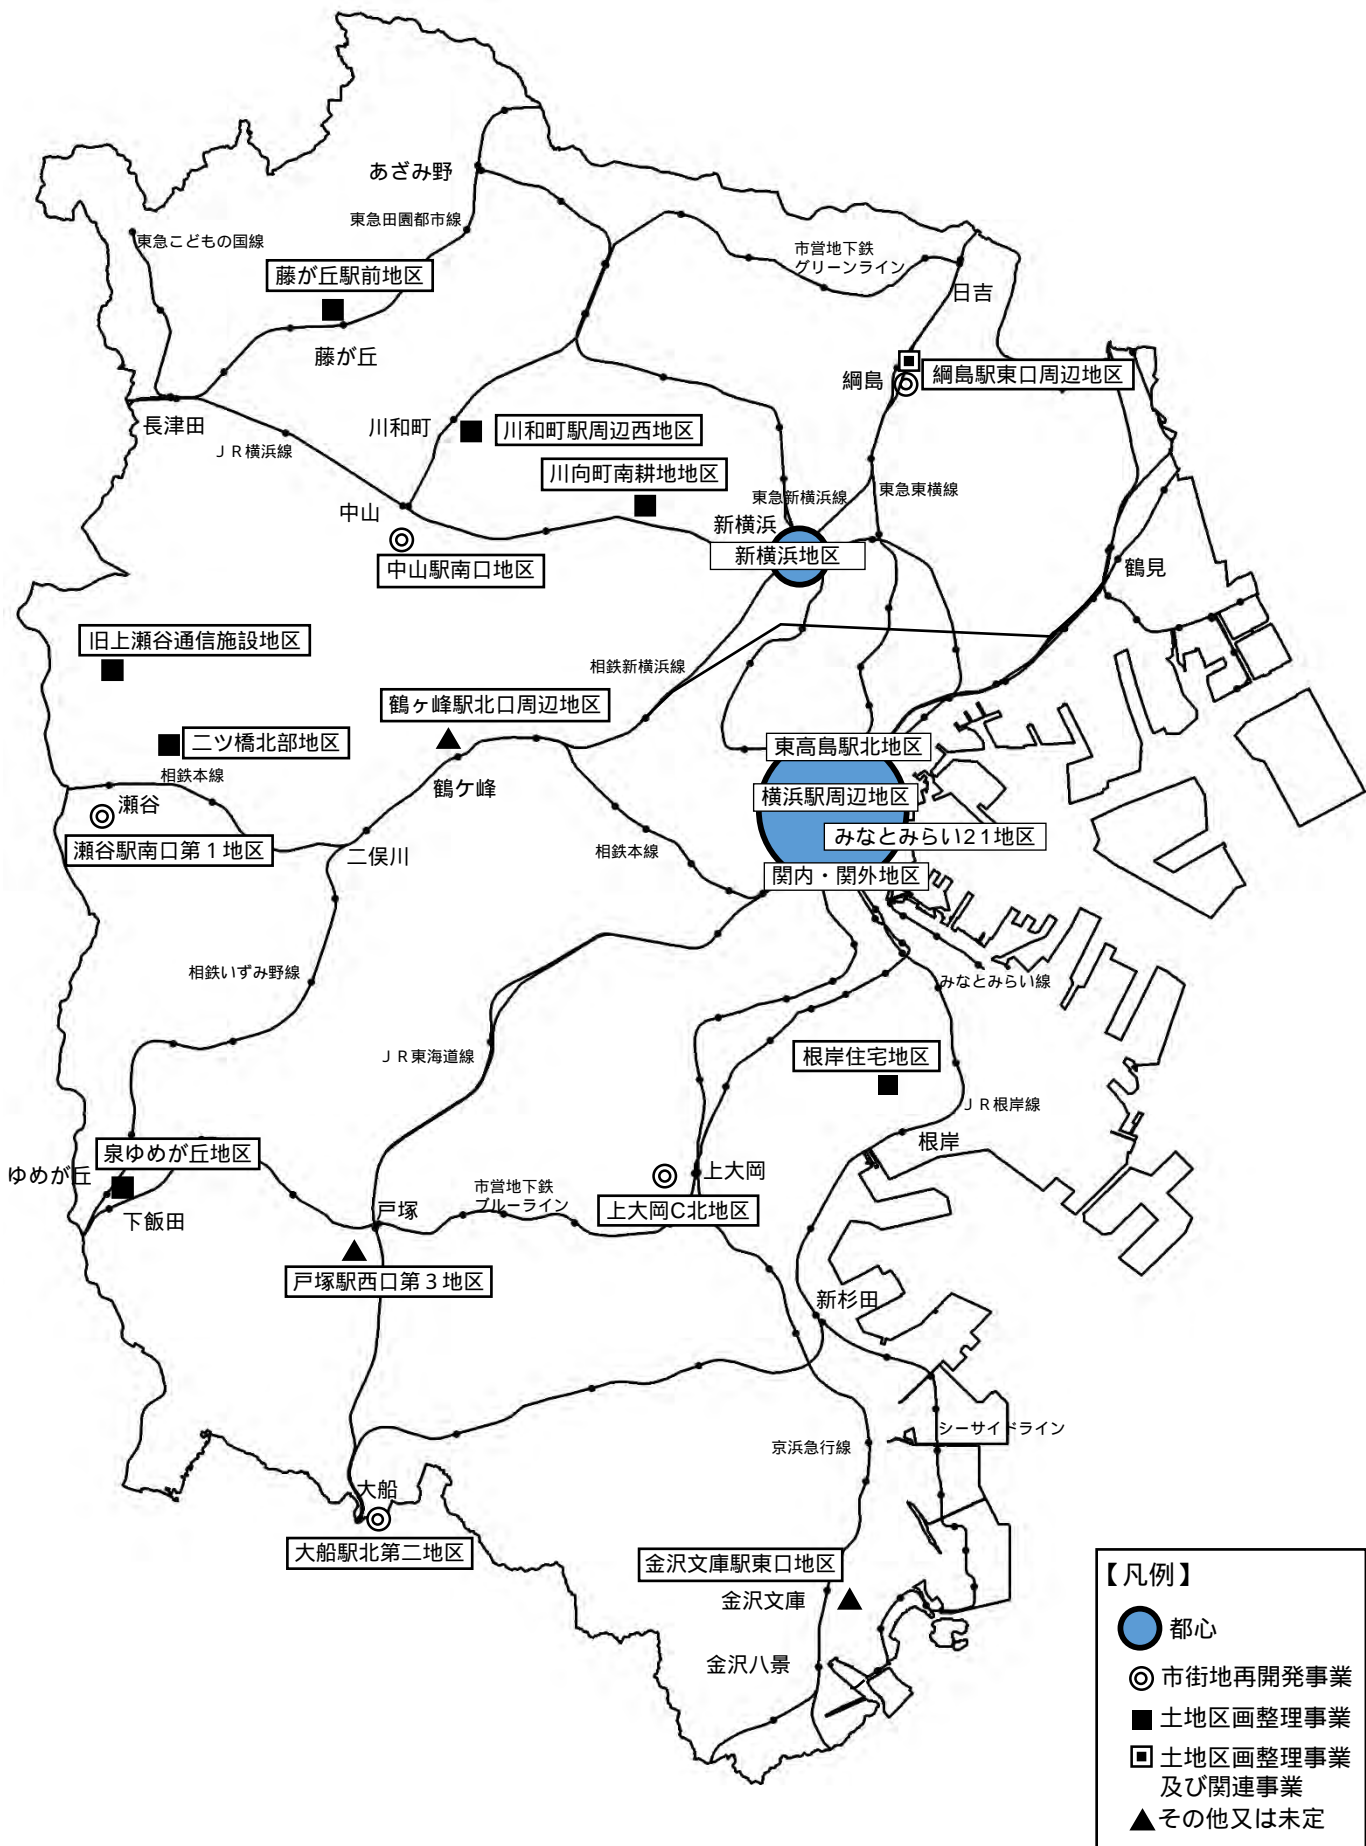 あざみ野
東急田園都市線
東急こどもの国線
市営地下鉄
グリーンライン
藤が丘駅前地区
日吉
藤が丘
綱島
綱島駅東口周辺地区
長津田
川和町
川和町駅周辺西地区
ＪＲ横浜線
川向町南耕地地区
東急新横浜線
東急東横線
中山
新横浜
新横浜地区
中山駅南口地区
鶴見
旧上瀬谷通信施設地区
相鉄新横浜線
鶴ヶ峰駅北口周辺地区
二ツ橋北部地区
東高島駅北地区
相鉄本線
鶴ケ峰
横浜駅周辺地区
瀬谷
みなとみらい21地区
瀬谷駅南口第１地区
二俣川
相鉄本線
関内・関外地区
相鉄いずみ野線
みなとみらい線
ＪＲ東海道線
根岸住宅地区
ＪＲ根岸線
根岸
泉ゆめが丘地区
ゆめが丘
上大岡
市営地下鉄
ブルーライン
下飯田
戸塚
上大岡C北地区
戸塚駅西口第３地区
新杉田
シーサイドライン
京浜急行線
大船
大船駅北第二地区
金沢文庫駅東口地区
金沢文庫
金沢八景
【凡例】
都心
市街地再開発事業
土地区画整理事業
土地区画整理事業
及び関連事業
その他又は未定